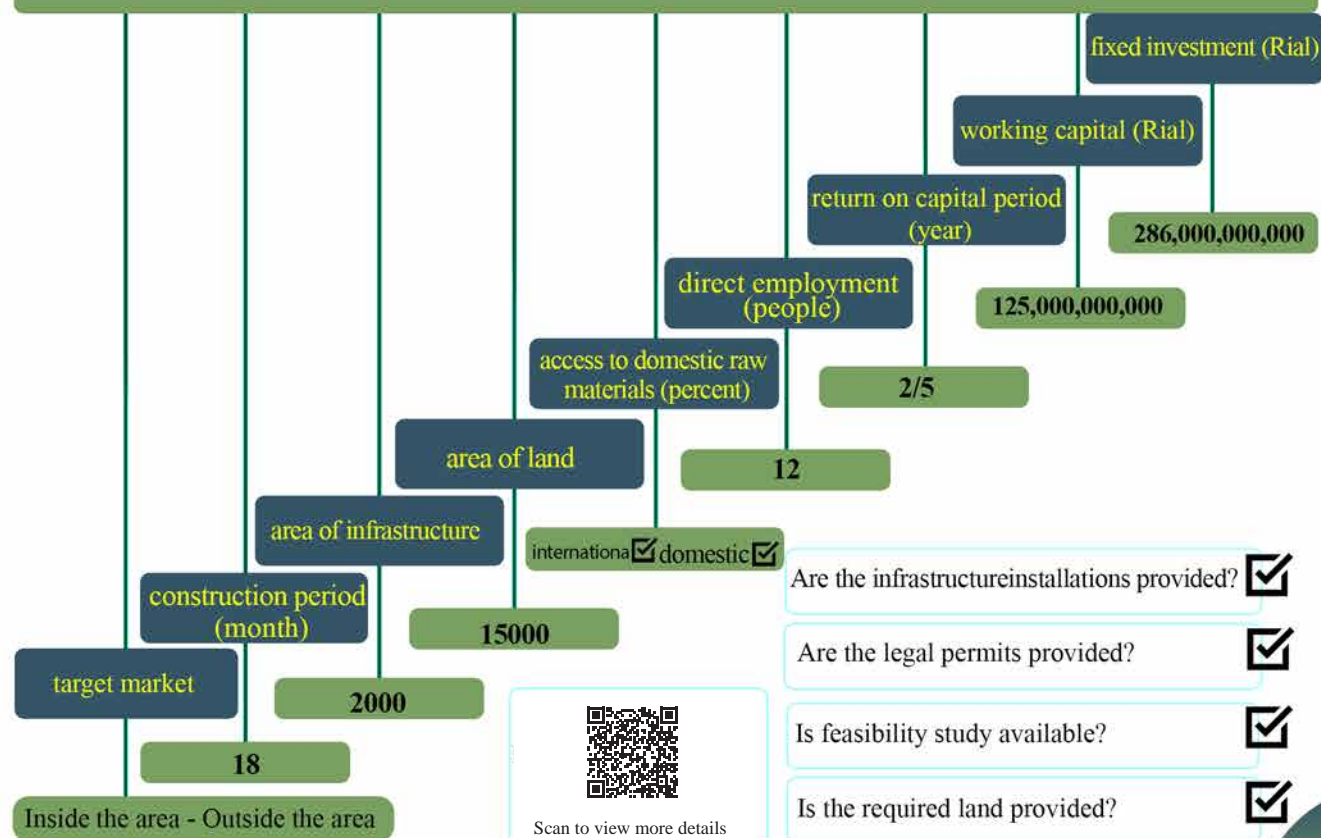 fixed investment (Rial)
286,000,000,000
working capital (Rial)
125,000,000,000
return on capital period
(year)
2/5
direct employment
(people)
12
access to domestic raw
materials (percent)
internationa domestic
area of land
15000
area of infrastructure
2000
construction period
(month)
18
target market
Inside the area - Outside the area
Scan to view more details
Are the infrastructureinstallations provided?
Are the legal permits provided?
Is feasibility study available?
Is the required land provided?